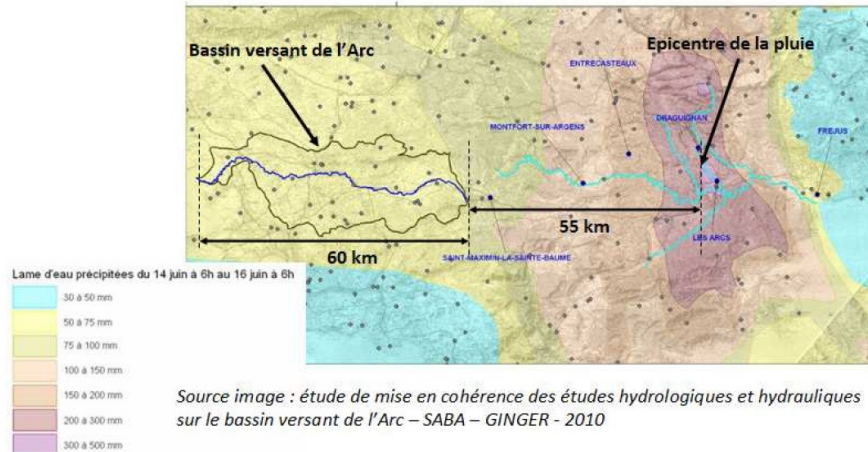 Bassin versant de l'Arc
Epicentre de la pluie
ENTRECASTEAUX
MONTFORT-SUR-ARGENS
DRAGUIGNAN
FREJUS
55 km
LES ARCS
60 km
SAINT-MAXIMIN-LA-SAINTE-BAUME
Lame d'eau précipitées du 14 juin à 6h au 16 juin à 6h
30 à 50 mm
50 à 75 mm
75 à 100 mm
100 à 150 mm
150 à 200 mm
200 à 300 mm
300 à 500 mm
Source image : étude de mise en cohérence des études hydrologiques et hydrauliques
sur le bassin versant de l'Arc – SABA – GINGER - 2010